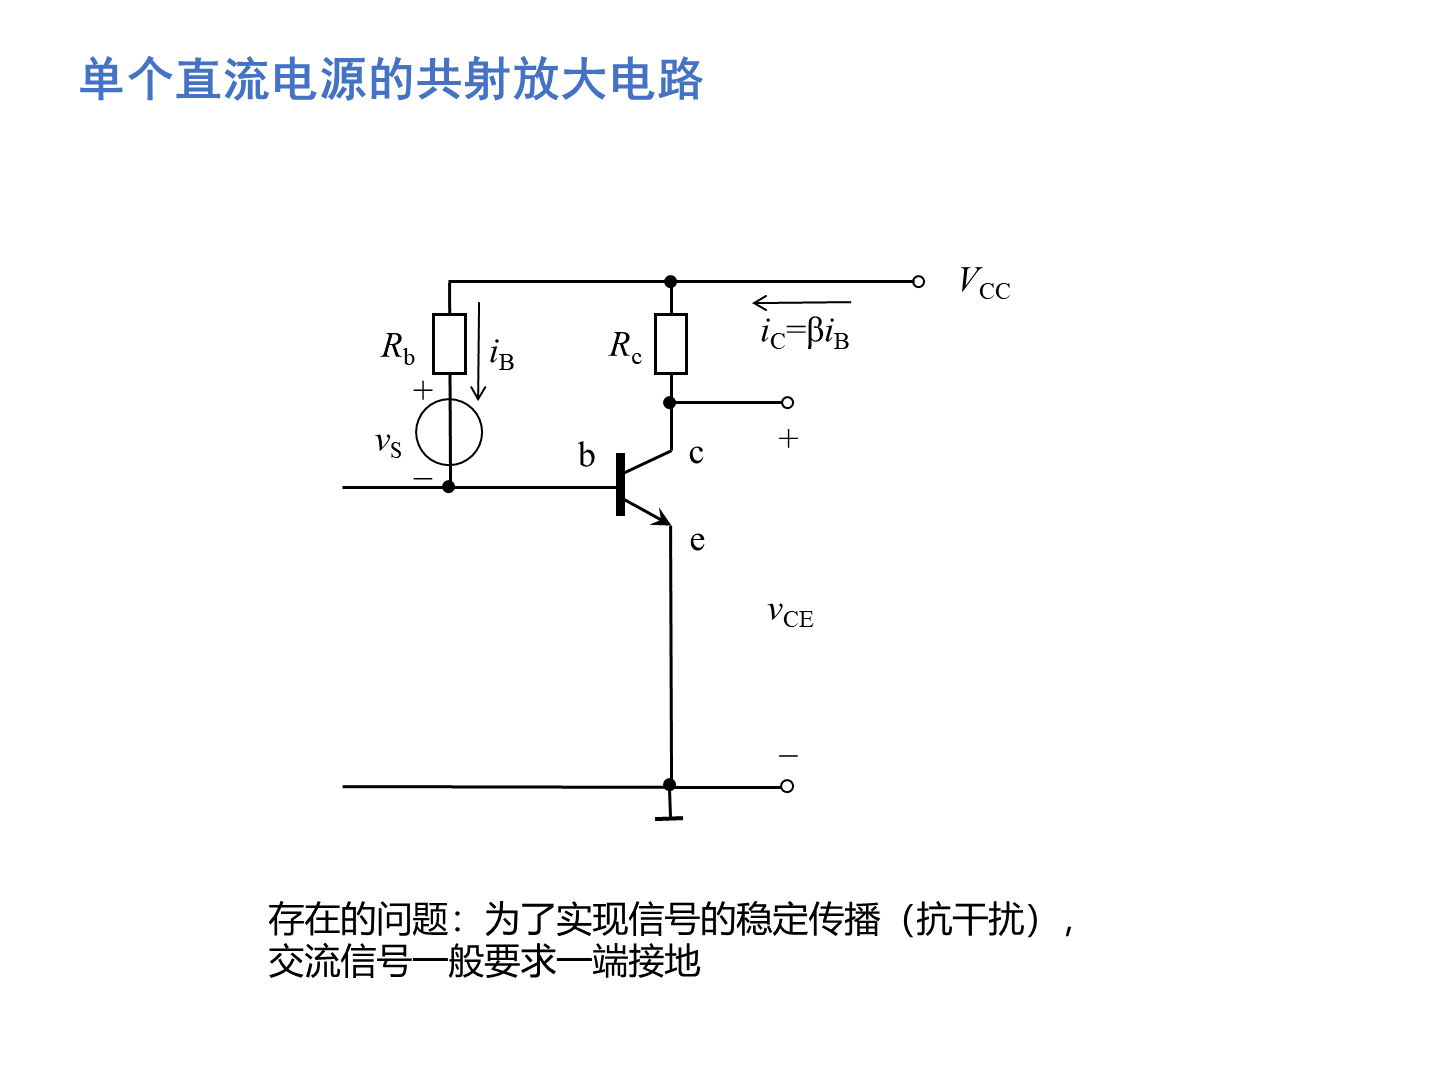 单个直流电源的共射放大电路
VCC
iC=βiB
Rb
iB
Rc
+
vS
−
b
c
+
e
vCE
−
存在的问题：为了实现信号的稳定传播（抗干扰），
交流信号一般要求一端接地